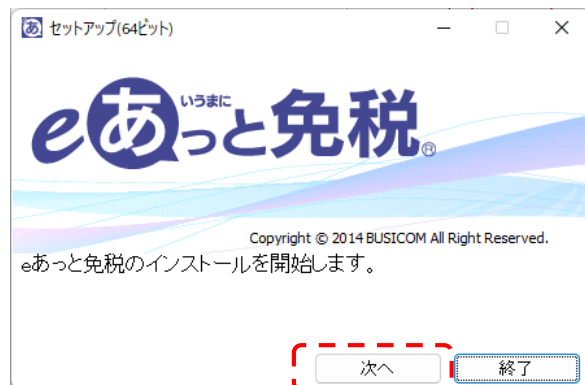 あ セットアップ(64ビット)
いうまに
eあっと免税®
Copyright © 2014 BUSICOM All Right Reserved.
eあっと免税のインストールを開始します。
次へ 終了